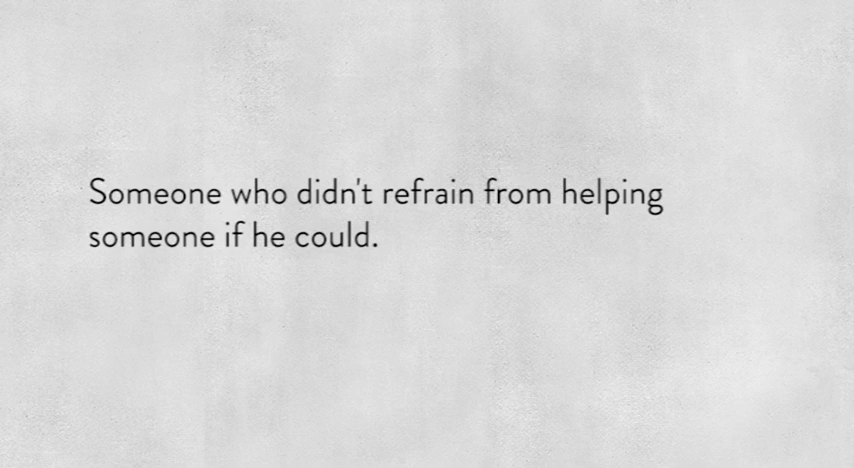 Someone who didn't refrain from helping
someone if he could.